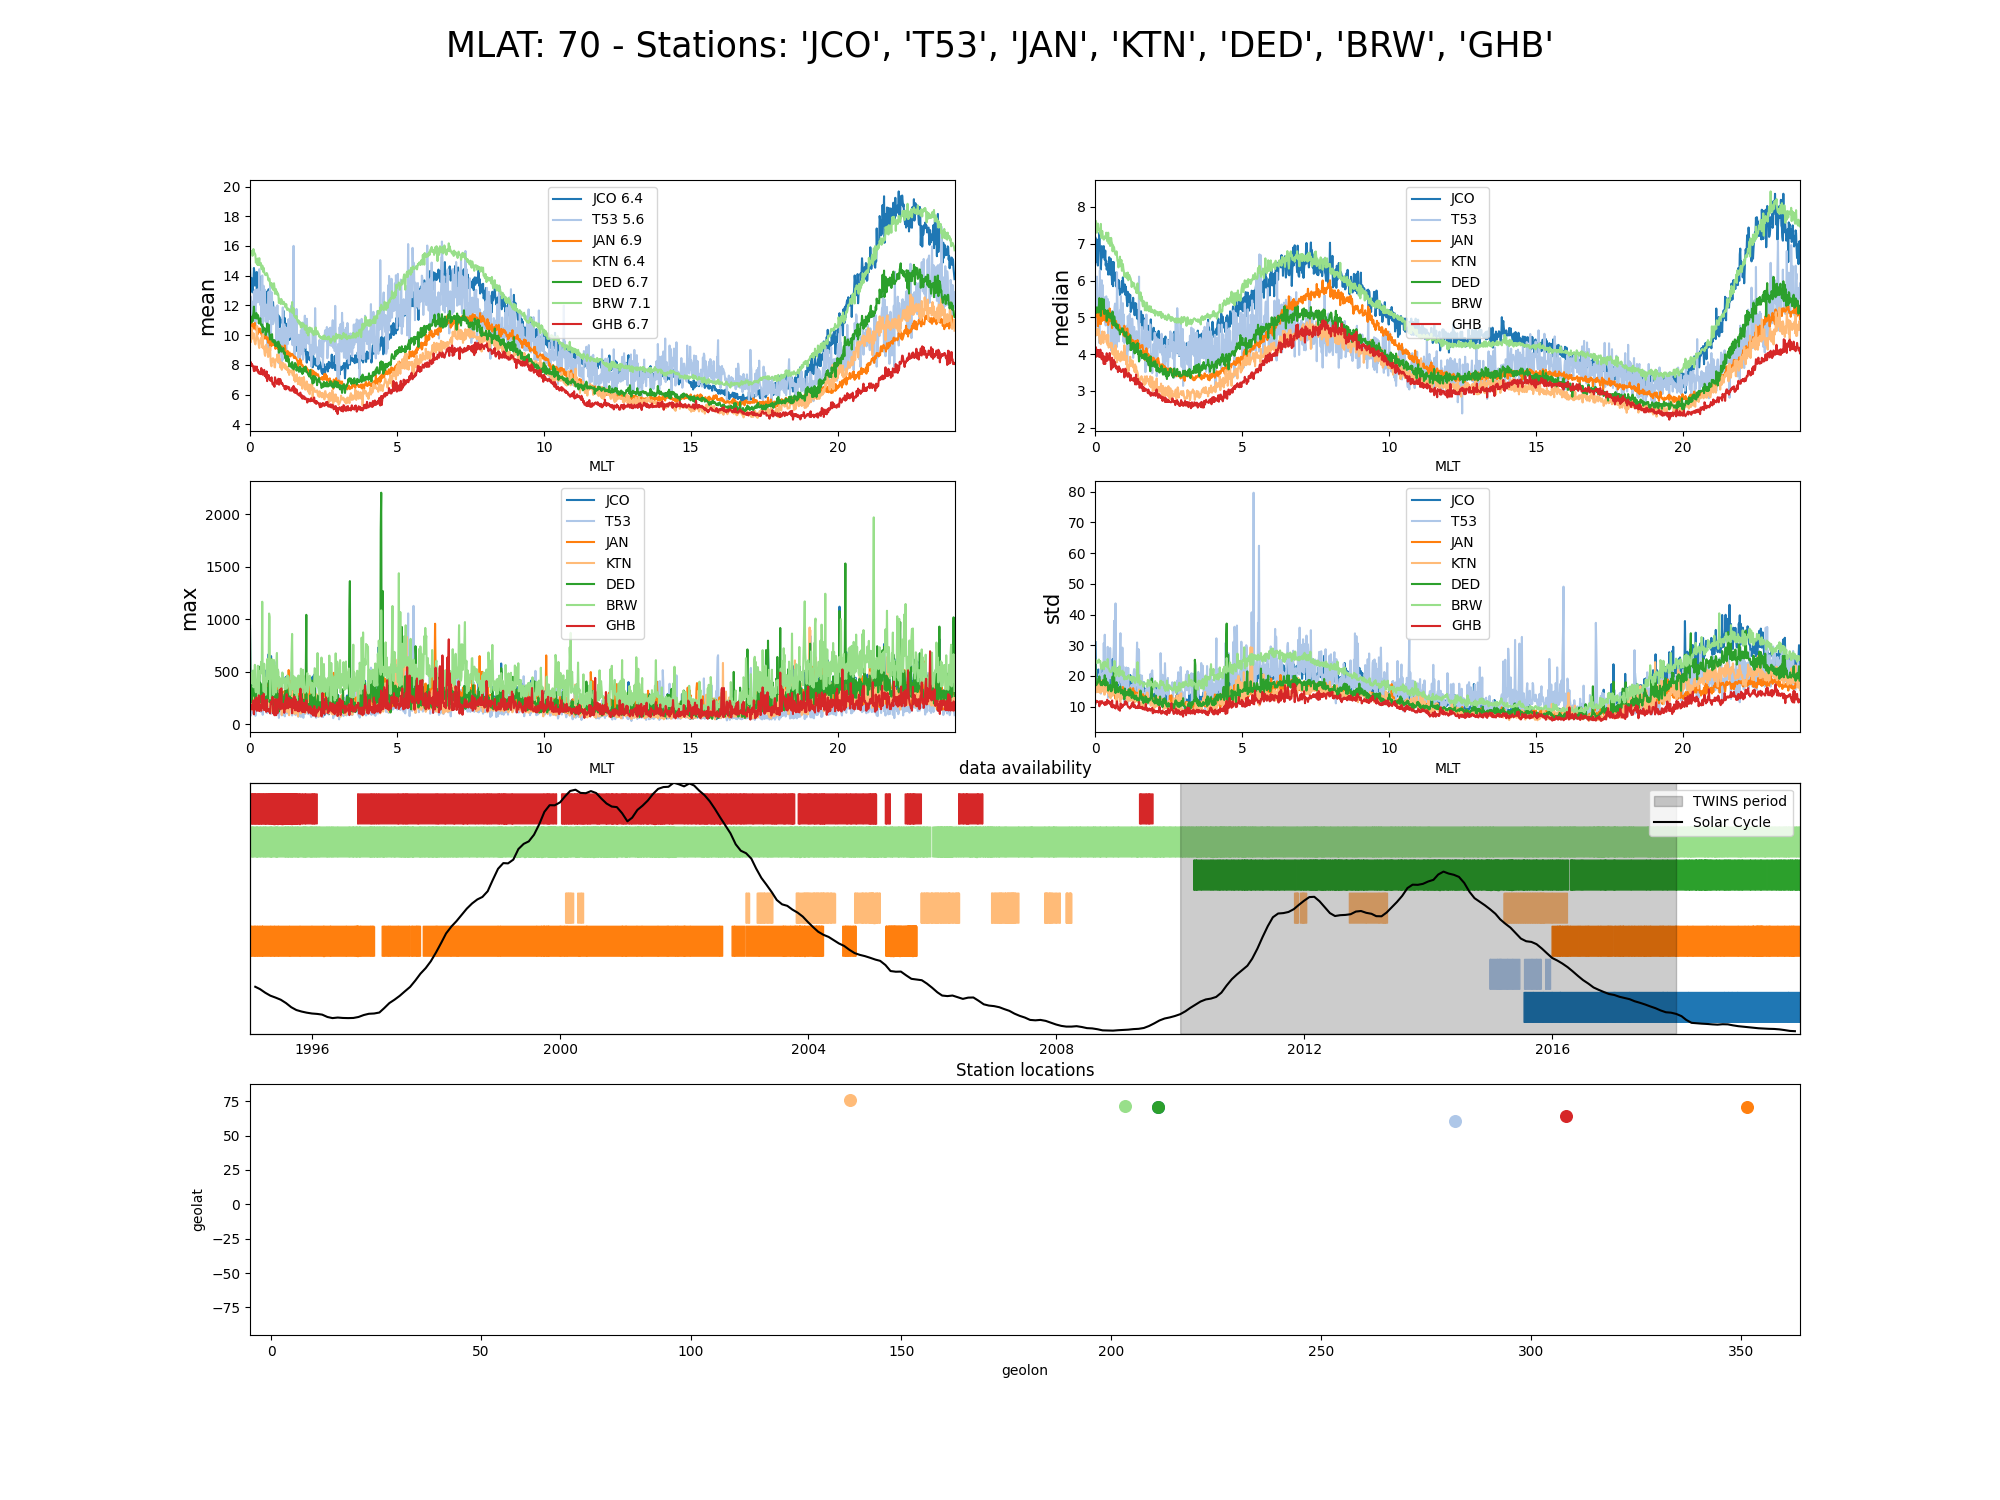 MLAT: 70 - Stations: 'JCO', 'T53', 'JAN', 'KTN', 'DED', 'BRW', 'GHB'
mean
20
18
16
14
12
10
8
6
4
JCO 6.4
T53 5.6
JAN 6.9
KTN 6.4
DED 6.7
BRW 7.1
GHB 6.7
0 5 10 15 20
MLT
median
8
7
6
5
4
3
2
JCO
T53
JAN
KTN
DED
BRW
GHB
0 5 10 15 20
MLT
max
2000
1500
1000
500
0
JCO
T53
JAN
KTN
DED
BRW
GHB
0 5 10 15 20
MLT
std
80
70
60
50
40
30
20
10
JCO
T53
JAN
KTN
DED
BRW
GHB
0 5 10 15 20
MLT
data availability
TWINS period
Solar Cycle
1996 2000 2004 2008 2012 2016
Station locations
geolat
75
50
25
0
−25
−50
−75
0 50 100 150 200 250 300 350
geolon